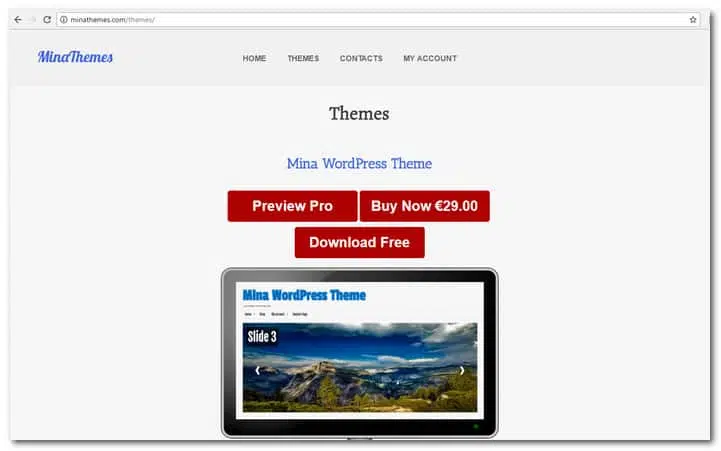 minathemes.com/themes/
MinaThemes
HOME THEMES CONTACTS MY ACCOUNT
Themes
Mina WordPress Theme
Preview Pro Buy Now €29.00
Download Free
Mina WordPress Theme
Slide 3